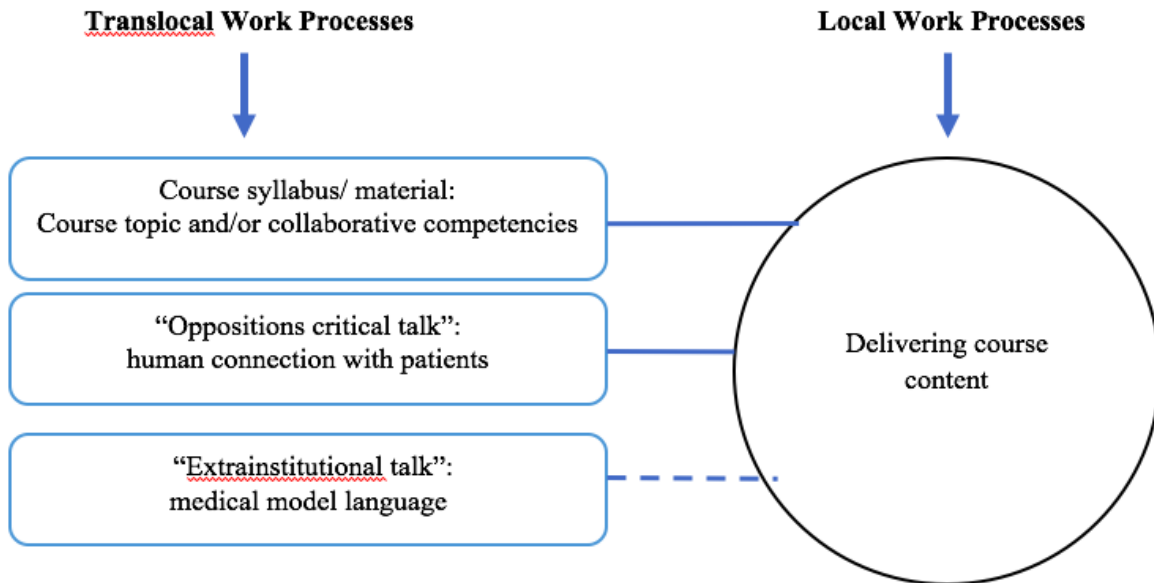 Translocal Work Processes
Local Work Processes
Course syllabus/ material:
Course topic and/or collaborative competencies
“Oppositions critical talk”:
human connection with patients
“Extrainstitutional talk”:
medical model language
Delivering course
content